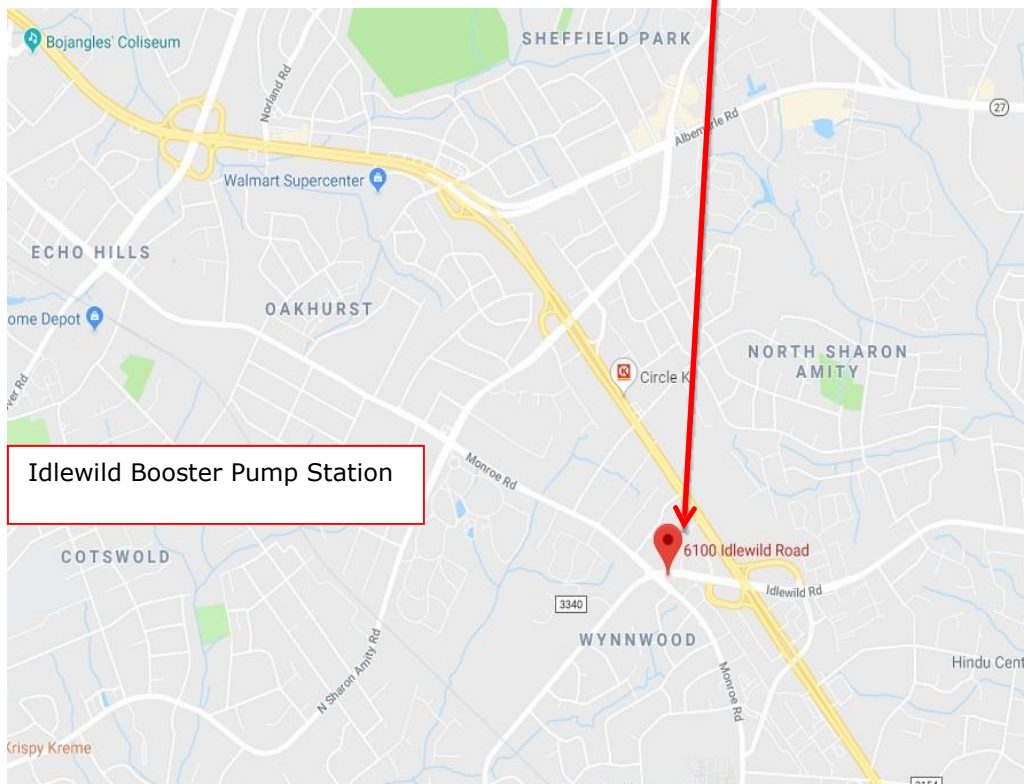 SHEFFIELD PARK
Bojangles' Coliseum
Norland Rd
27
Albemarle Rd
Walmart Supercenter
ECHO HILLS
OAKHURST
ome Depot
NORTH SHARON
AMITY
Circle K
ver Rd
Idlewild Booster Pump Station
Monroe Rd
COTSWOLD
6100 Idlewild Road
Idlewild Rd
3340
WYNNWOOD
Hindu Cent
N Sharon Amity Rd
Monroe Rd
Krispy Kreme